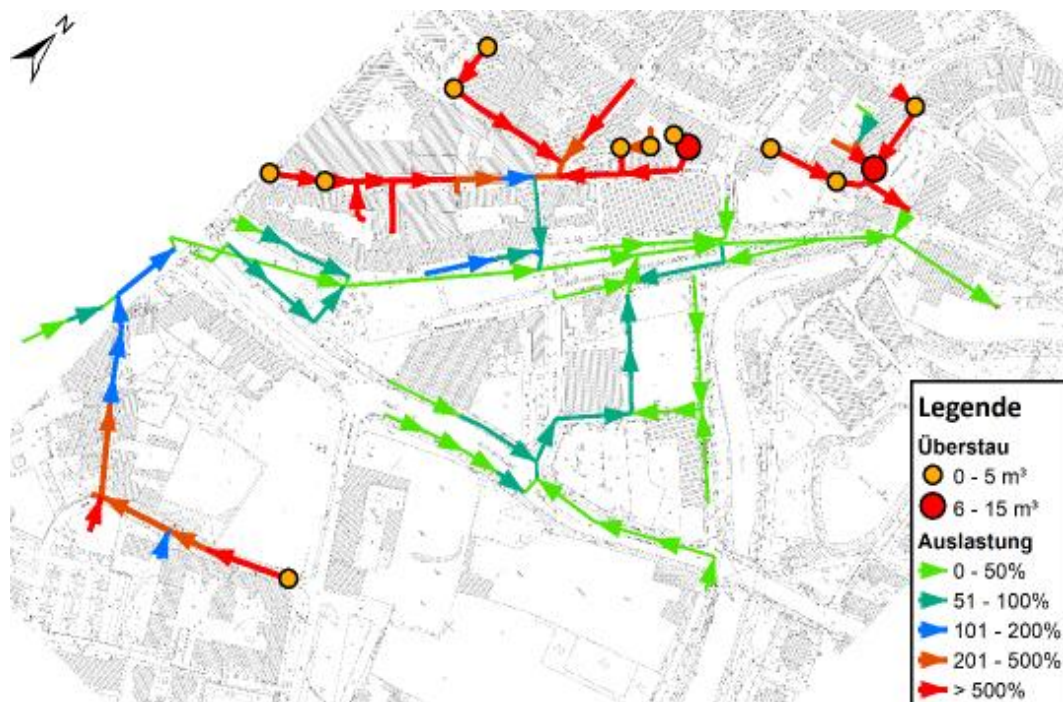 N
Legende
Überstau
0 - 5 m³
6 - 15 m³
Auslastung
0 - 50%
51 - 100%
101 - 200%
201 - 500%
> 500%